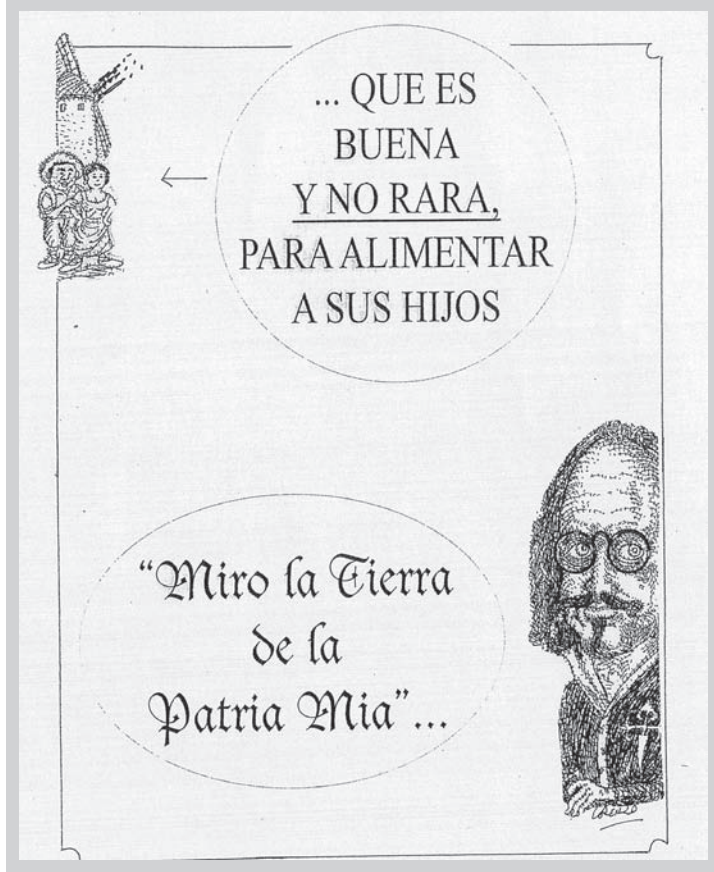 ... QUE ES
BUENA
Y NO RARA,
PARA ALIMENTAR
A SUS HIJOS
“Miro la Tierra
de la
Patria Mia”...